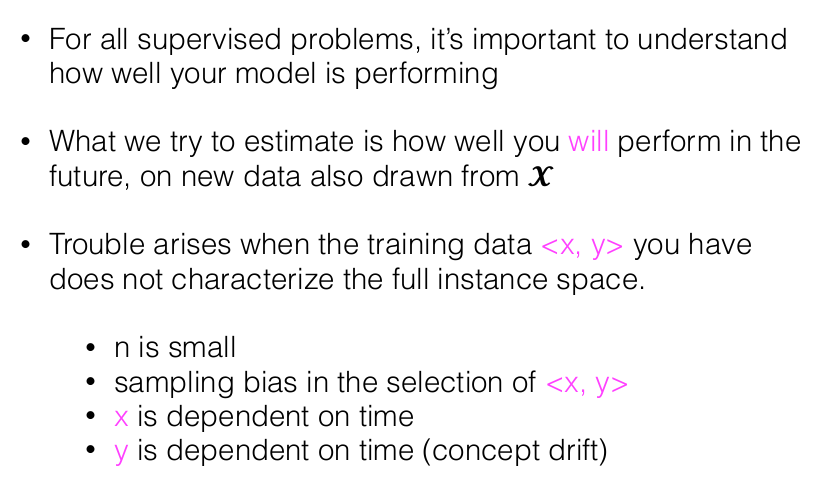 • For all supervised problems, it’s important to understand
how well your model is performing
• What we try to estimate is how well you will perform in the
future, on new data also drawn from 𝓧
• Trouble arises when the training data <x, y> you have
does not characterize the full instance space.
• n is small
• sampling bias in the selection of <x, y>
• x is dependent on time
• y is dependent on time (concept drift)